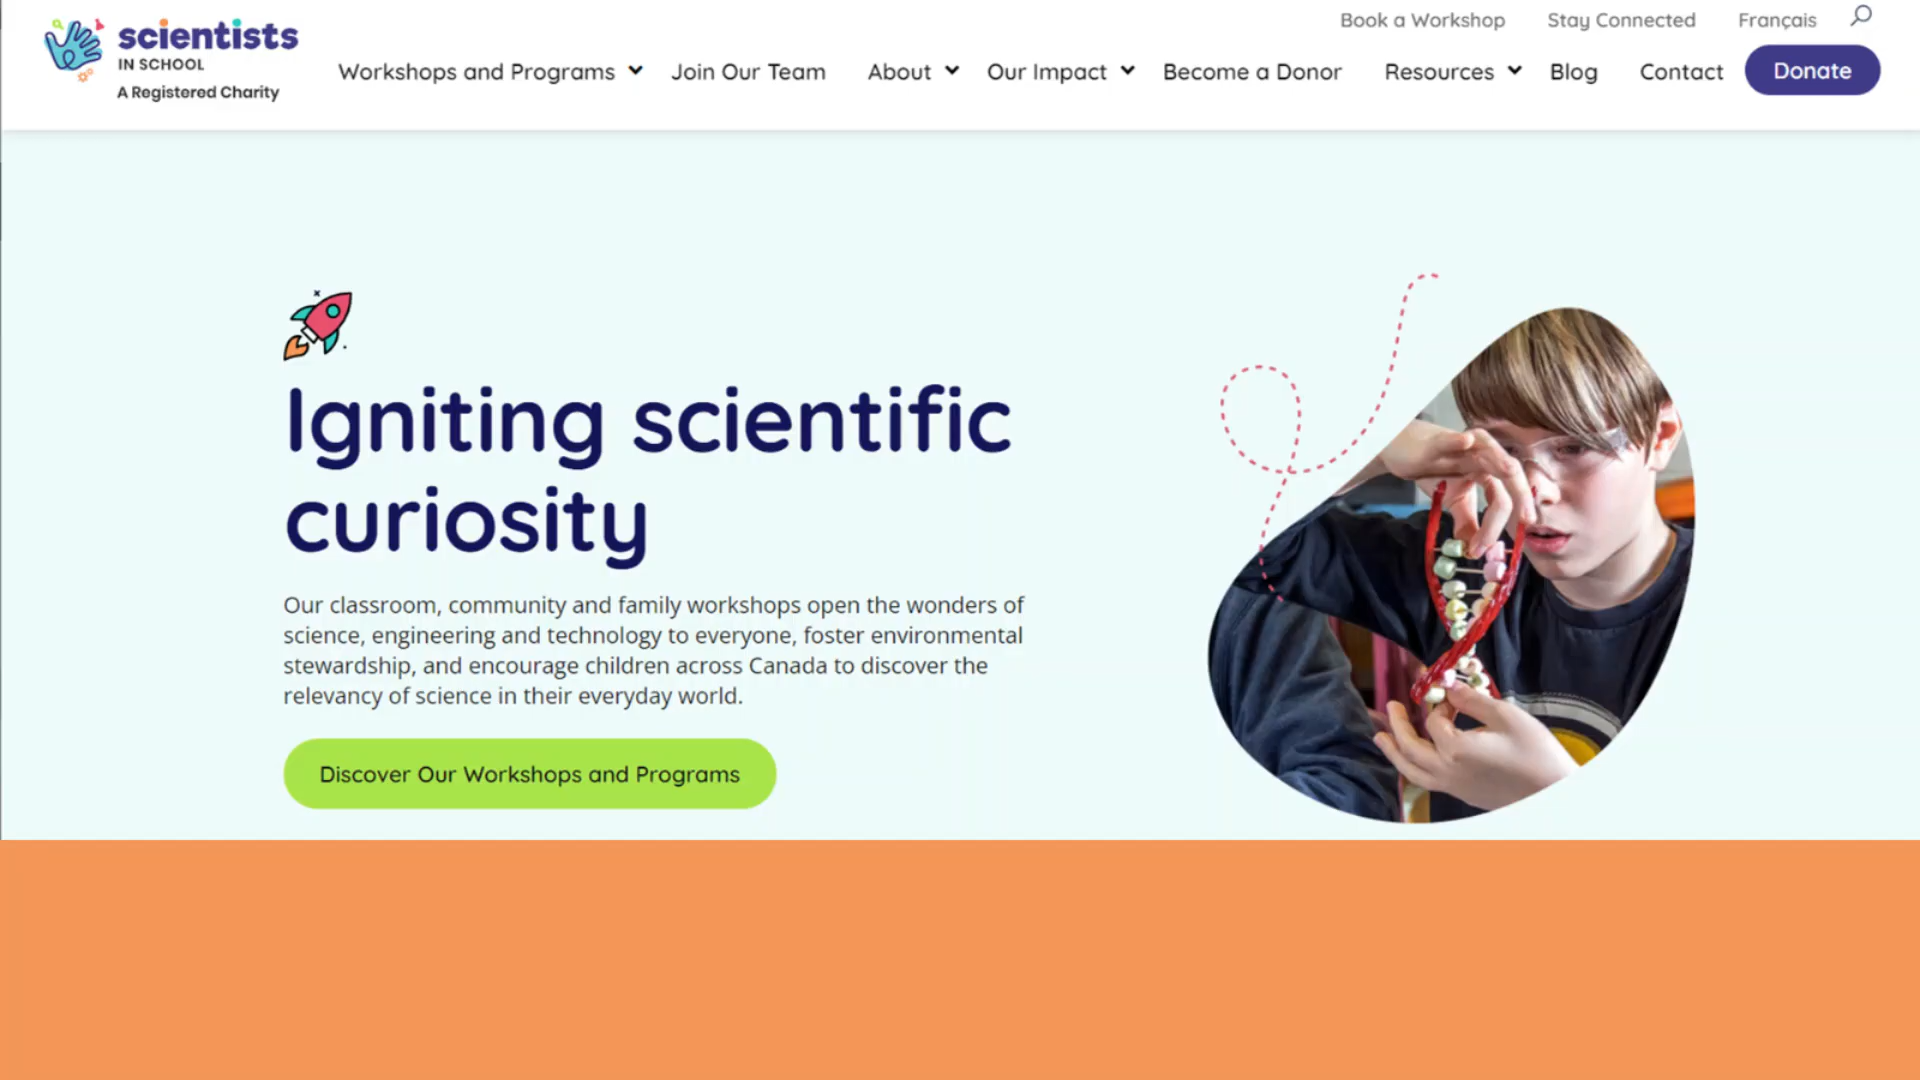 Book a Workshop Stay Connected Français
scientists
IN SCHOOL
A Registered Charity
Workshops and Programs Join Our Team About Our Impact Become a Donor Resources Blog Contact Donate
Igniting scientific
curiosity
Our classroom, community and family workshops open the wonders of
science, engineering and technology to everyone, foster environmental
stewardship, and encourage children across Canada to discover the
relevancy of science in their everyday world.
Discover Our Workshops and Programs